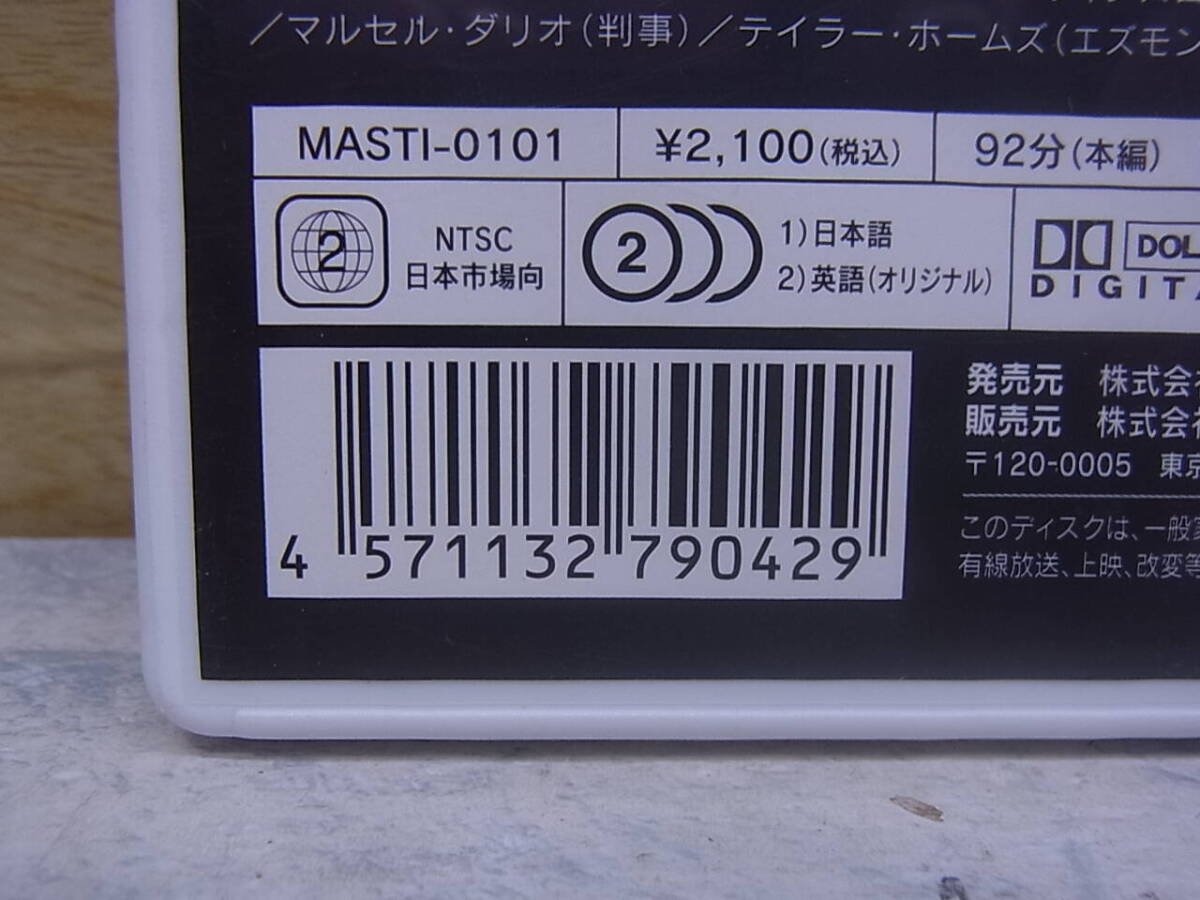 ／マルセル・ダリオ（判事）／テイラー・ホームズ（エズモン
MASTI-0101
¥2,100（税込）
92分（本編）
2
NTSC
日本市場向
2
1）日本語
2）英語（オリジナル）
DOL
DIGITA
発売元 株式会
販売元 株式会
〒120-0005 東京
このディスクは、一般
有線放送、上映、改変等
4 571132 790429